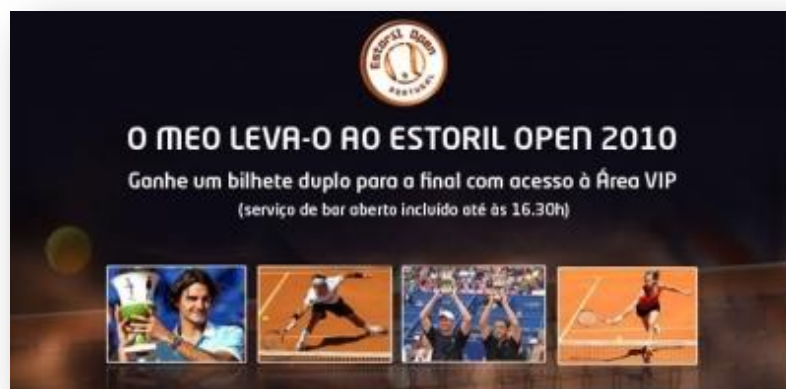 Estoril Open
PORTUGAL
O MEO LEVA-O AO ESTORIL OPEN 2010
Ganhe um bilhete duplo para a final com acesso à Área VIP
(serviço de bar aberto incluido até às 16.30h)